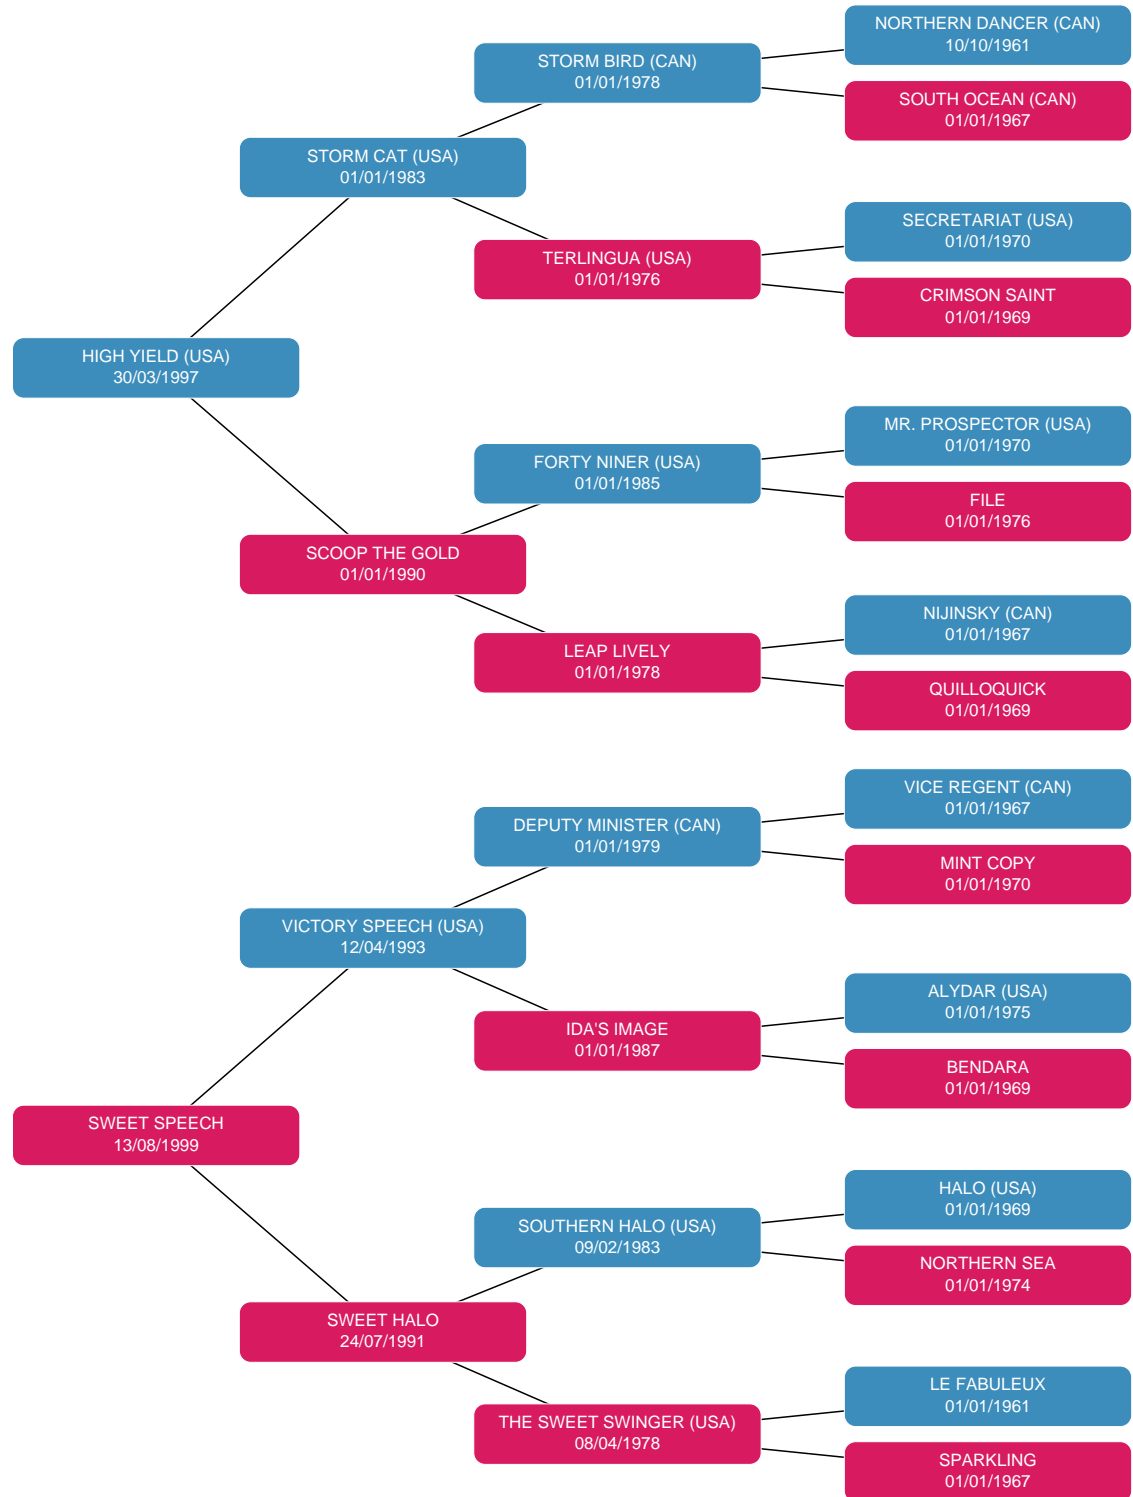 NORTHERN DANCER (CAN)
10/10/1961
STORM BIRD (CAN)
01/01/1978
SOUTH OCEAN (CAN)
01/01/1967
STORM CAT (USA)
01/01/1983
SECRETARIAT (USA)
01/01/1970
TERLINGUA (USA)
01/01/1976
CRIMSON SAINT
01/01/1969
HIGH YIELD (USA)
30/03/1997
MR. PROSPECTOR (USA)
01/01/1970
FORTY NINER (USA)
01/01/1985
FILE
01/01/1976
SCOOP THE GOLD
01/01/1990
NIJINSKY (CAN)
01/01/1967
LEAP LIVELY
01/01/1978
QUILLOQUICK
01/01/1969
VICE REGENT (CAN)
01/01/1967
DEPUTY MINISTER (CAN)
01/01/1979
MINT COPY
01/01/1970
VICTORY SPEECH (USA)
12/04/1993
ALYDAR (USA)
01/01/1975
IDA'S IMAGE
01/01/1987
BENDARA
01/01/1969
SWEET SPEECH
13/08/1999
HALO (USA)
01/01/1969
SOUTHERN HALO (USA)
09/02/1983
NORTHERN SEA
01/01/1974
SWEET HALO
24/07/1991
LE FABULEUX
01/01/1961
THE SWEET SWINGER (USA)
08/04/1978
SPARKLING
01/01/1967